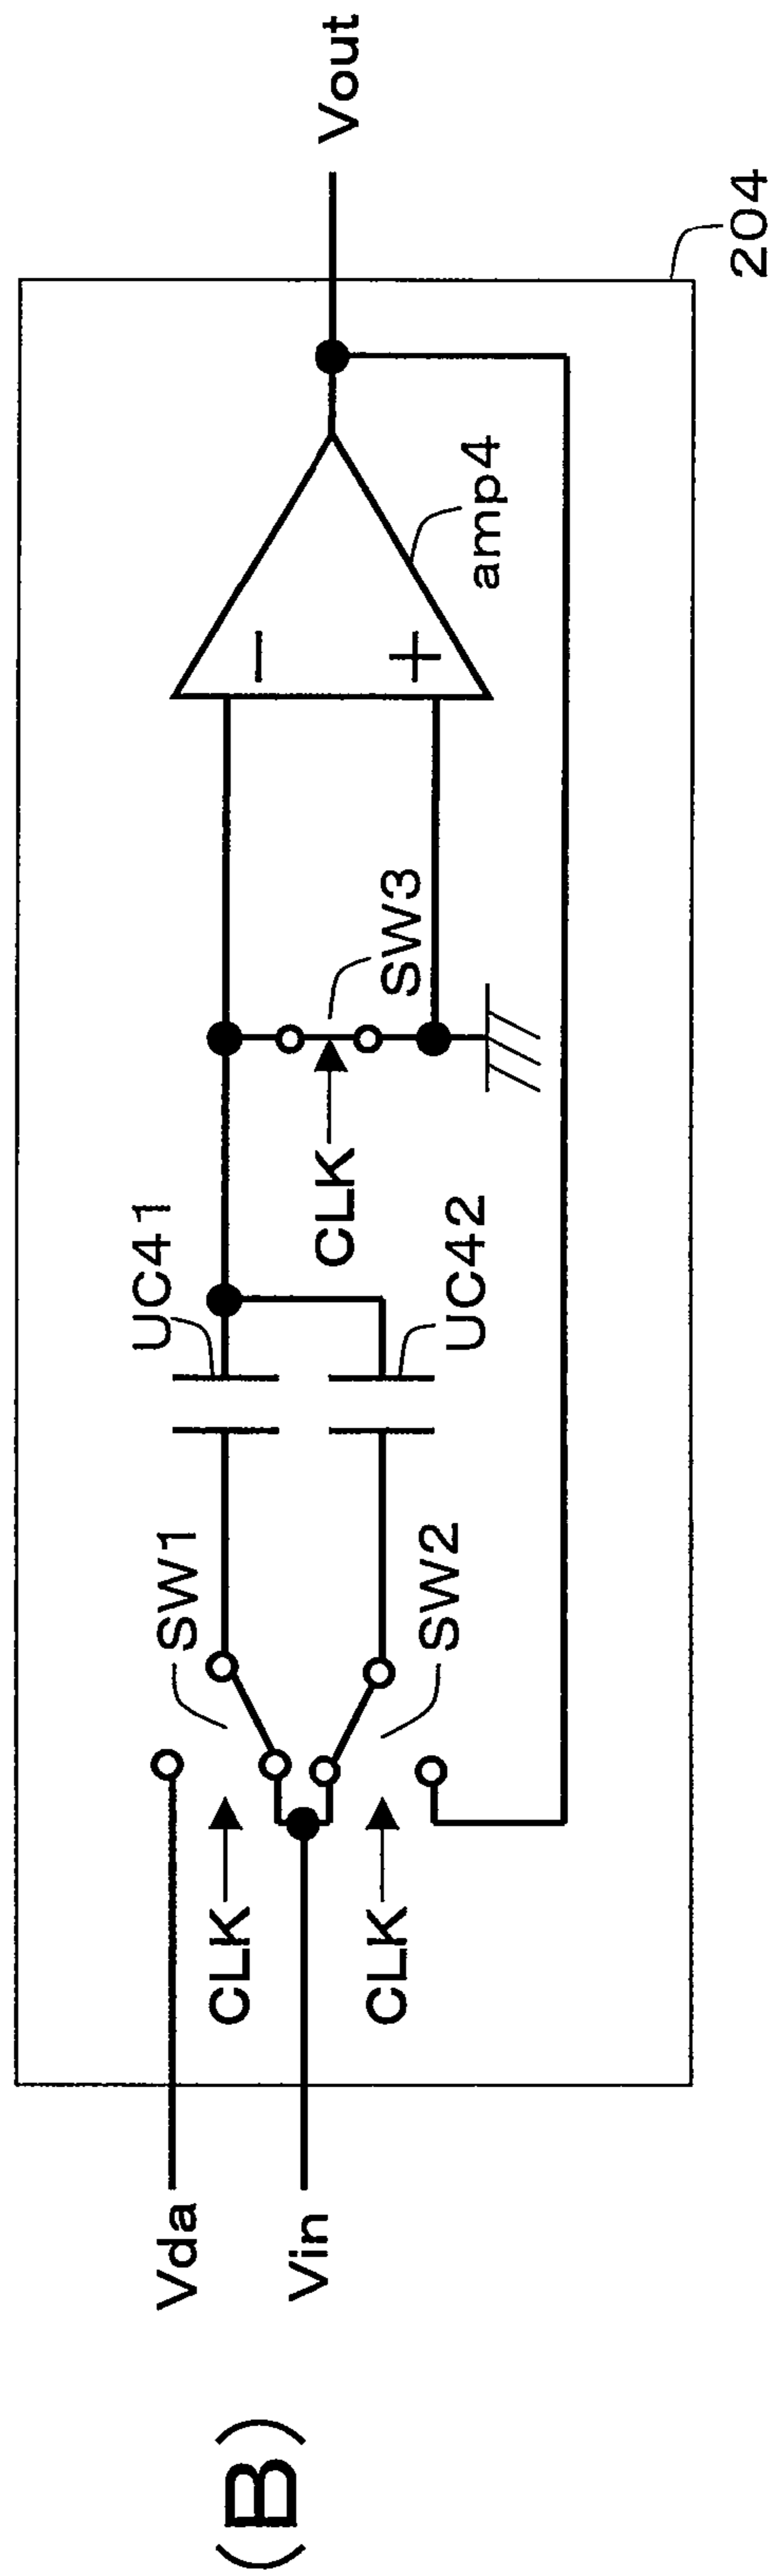 (B)
Vda
Vin
CLK
CLK
SW1
SW2
UC41
UC42
CLK
SW3
−
+
amp4
Vout
204